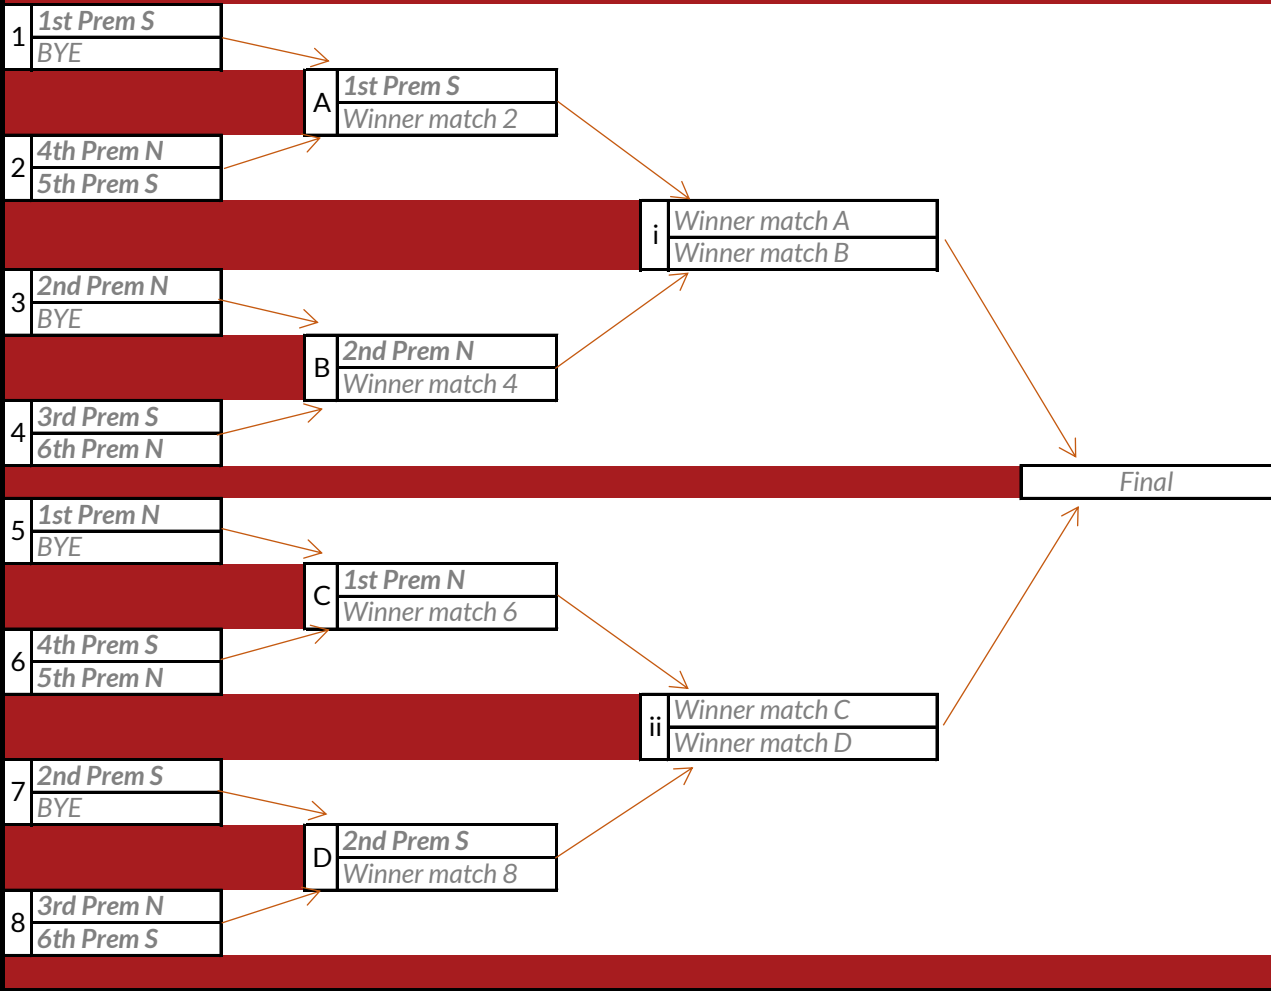 1
1st Prem S
BYE
A
1st Prem S
Winner match 2
2
4th Prem N
5th Prem S
i
Winner match A
Winner match B
3
2nd Prem N
BYE
B
2nd Prem N
Winner match 4
4
3rd Prem S
6th Prem N
Final
5
1st Prem N
BYE
C
1st Prem N
Winner match 6
6
4th Prem S
5th Prem N
ii
Winner match C
Winner match D
7
2nd Prem S
BYE
D
2nd Prem S
Winner match 8
8
3rd Prem N
6th Prem S